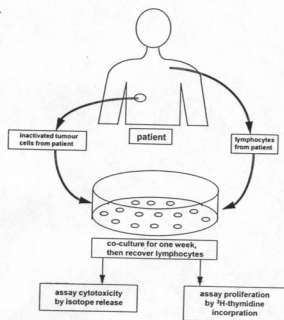 patient
inactivated tumour
cells from patient
lymphocytes
from patient
co-culture for one week,
then recover lymphocytes
assay cytotoxicity
by isotope release
assay proliferation
by ³H-thymidine
incorpration